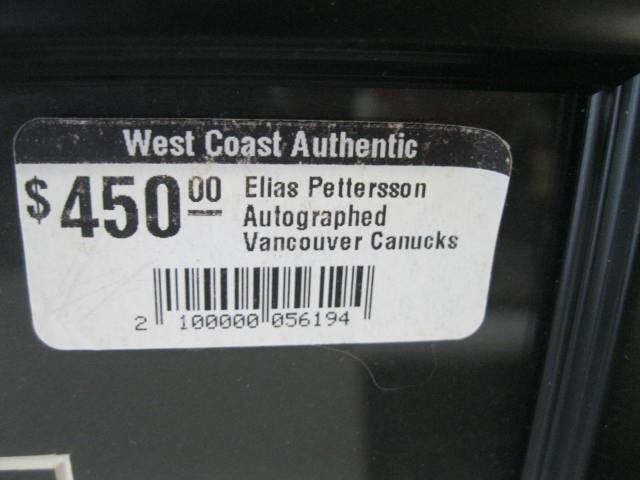 West Coast Authentic
$450.00 Elias Pettersson
Autographed
Vancouver Canucks
2 100000 056194